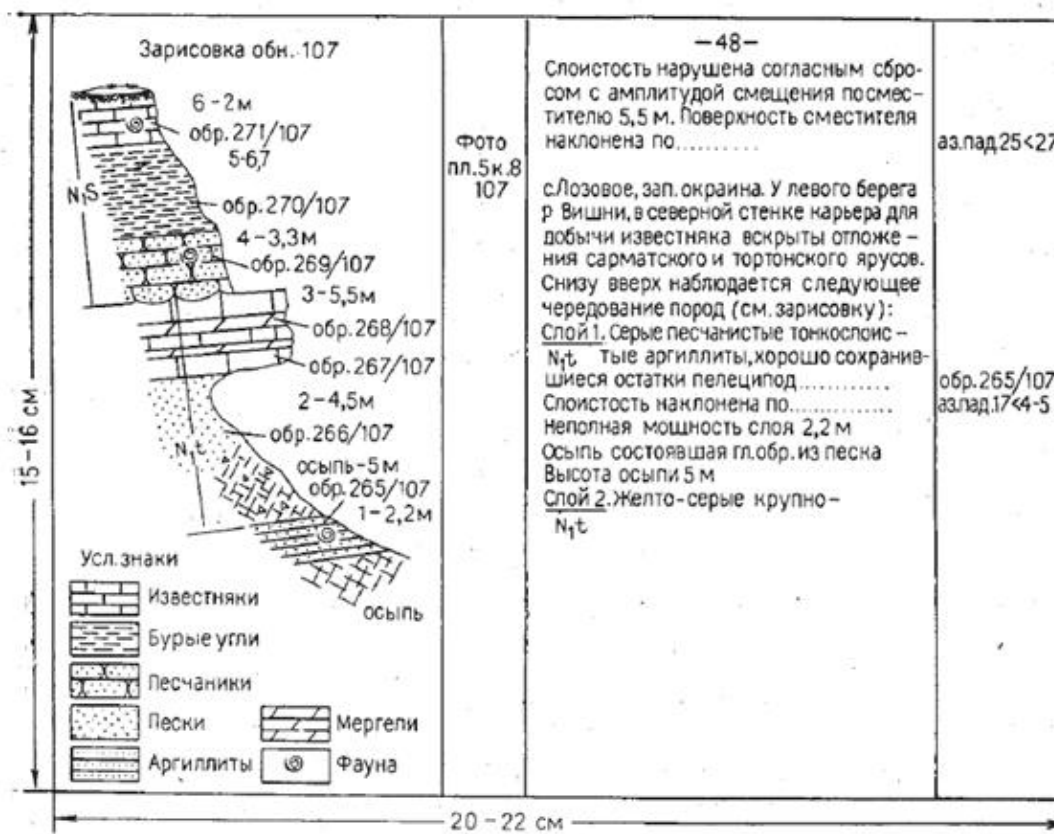 Зарисовка обн. 107
6-2м
обр. 271/107
5-6,7
N₁S
обр. 270/107
4-3,3м
обр. 269/107
3-5,5м
обр. 268/107
обр. 267/107
2-4,5м
обр. 266/107
N₁t
осыпь-5м
обр. 265/107
1-2,2м
осыпь
Усл. знаки
Известняки
Бурые угли
Песчаники
Пески
Мергели
Аргиллиты
Фауна
Фото
пл.5к.8
107
-48-
Слоистость нарушена согласным сбро-
сом с амплитудой смещения посмес-
тителю 5,5 м. Поверхность сместителя
наклонена по..........
аз.пад.25<27
с.Лозовое, зап. окраина. У левого берега
р Вишни, в северной стенке карьера для
добычи известняка вскрыты отложе-
ния сарматского и тортонского ярусов.
Снизу вверх наблюдается следующее
чередование пород (см. зарисовку):
Слой 1. Серые песчанистые тонкослоис-
N₁t тые аргиллиты, хорошо сохранив-
шиеся остатки пелеципод............
обр. 265/107
Слоистость наклонена по.............
аз.пад.17<4-5
Неполная мощность слоя 2,2 м
Осыпь состоявшая гл.обр. из песка
Высота осыпи 5 м
Слой 2. Желто-серые крупно-
N₁t
15-16 см
20-22 см